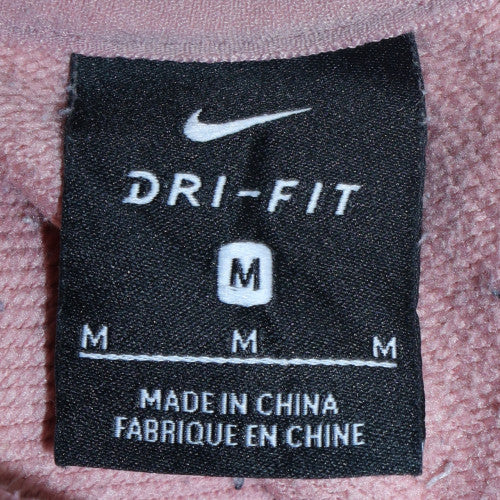 DRI-FIT
M
M M M
MADE IN CHINA
FABRIQUE EN CHINE